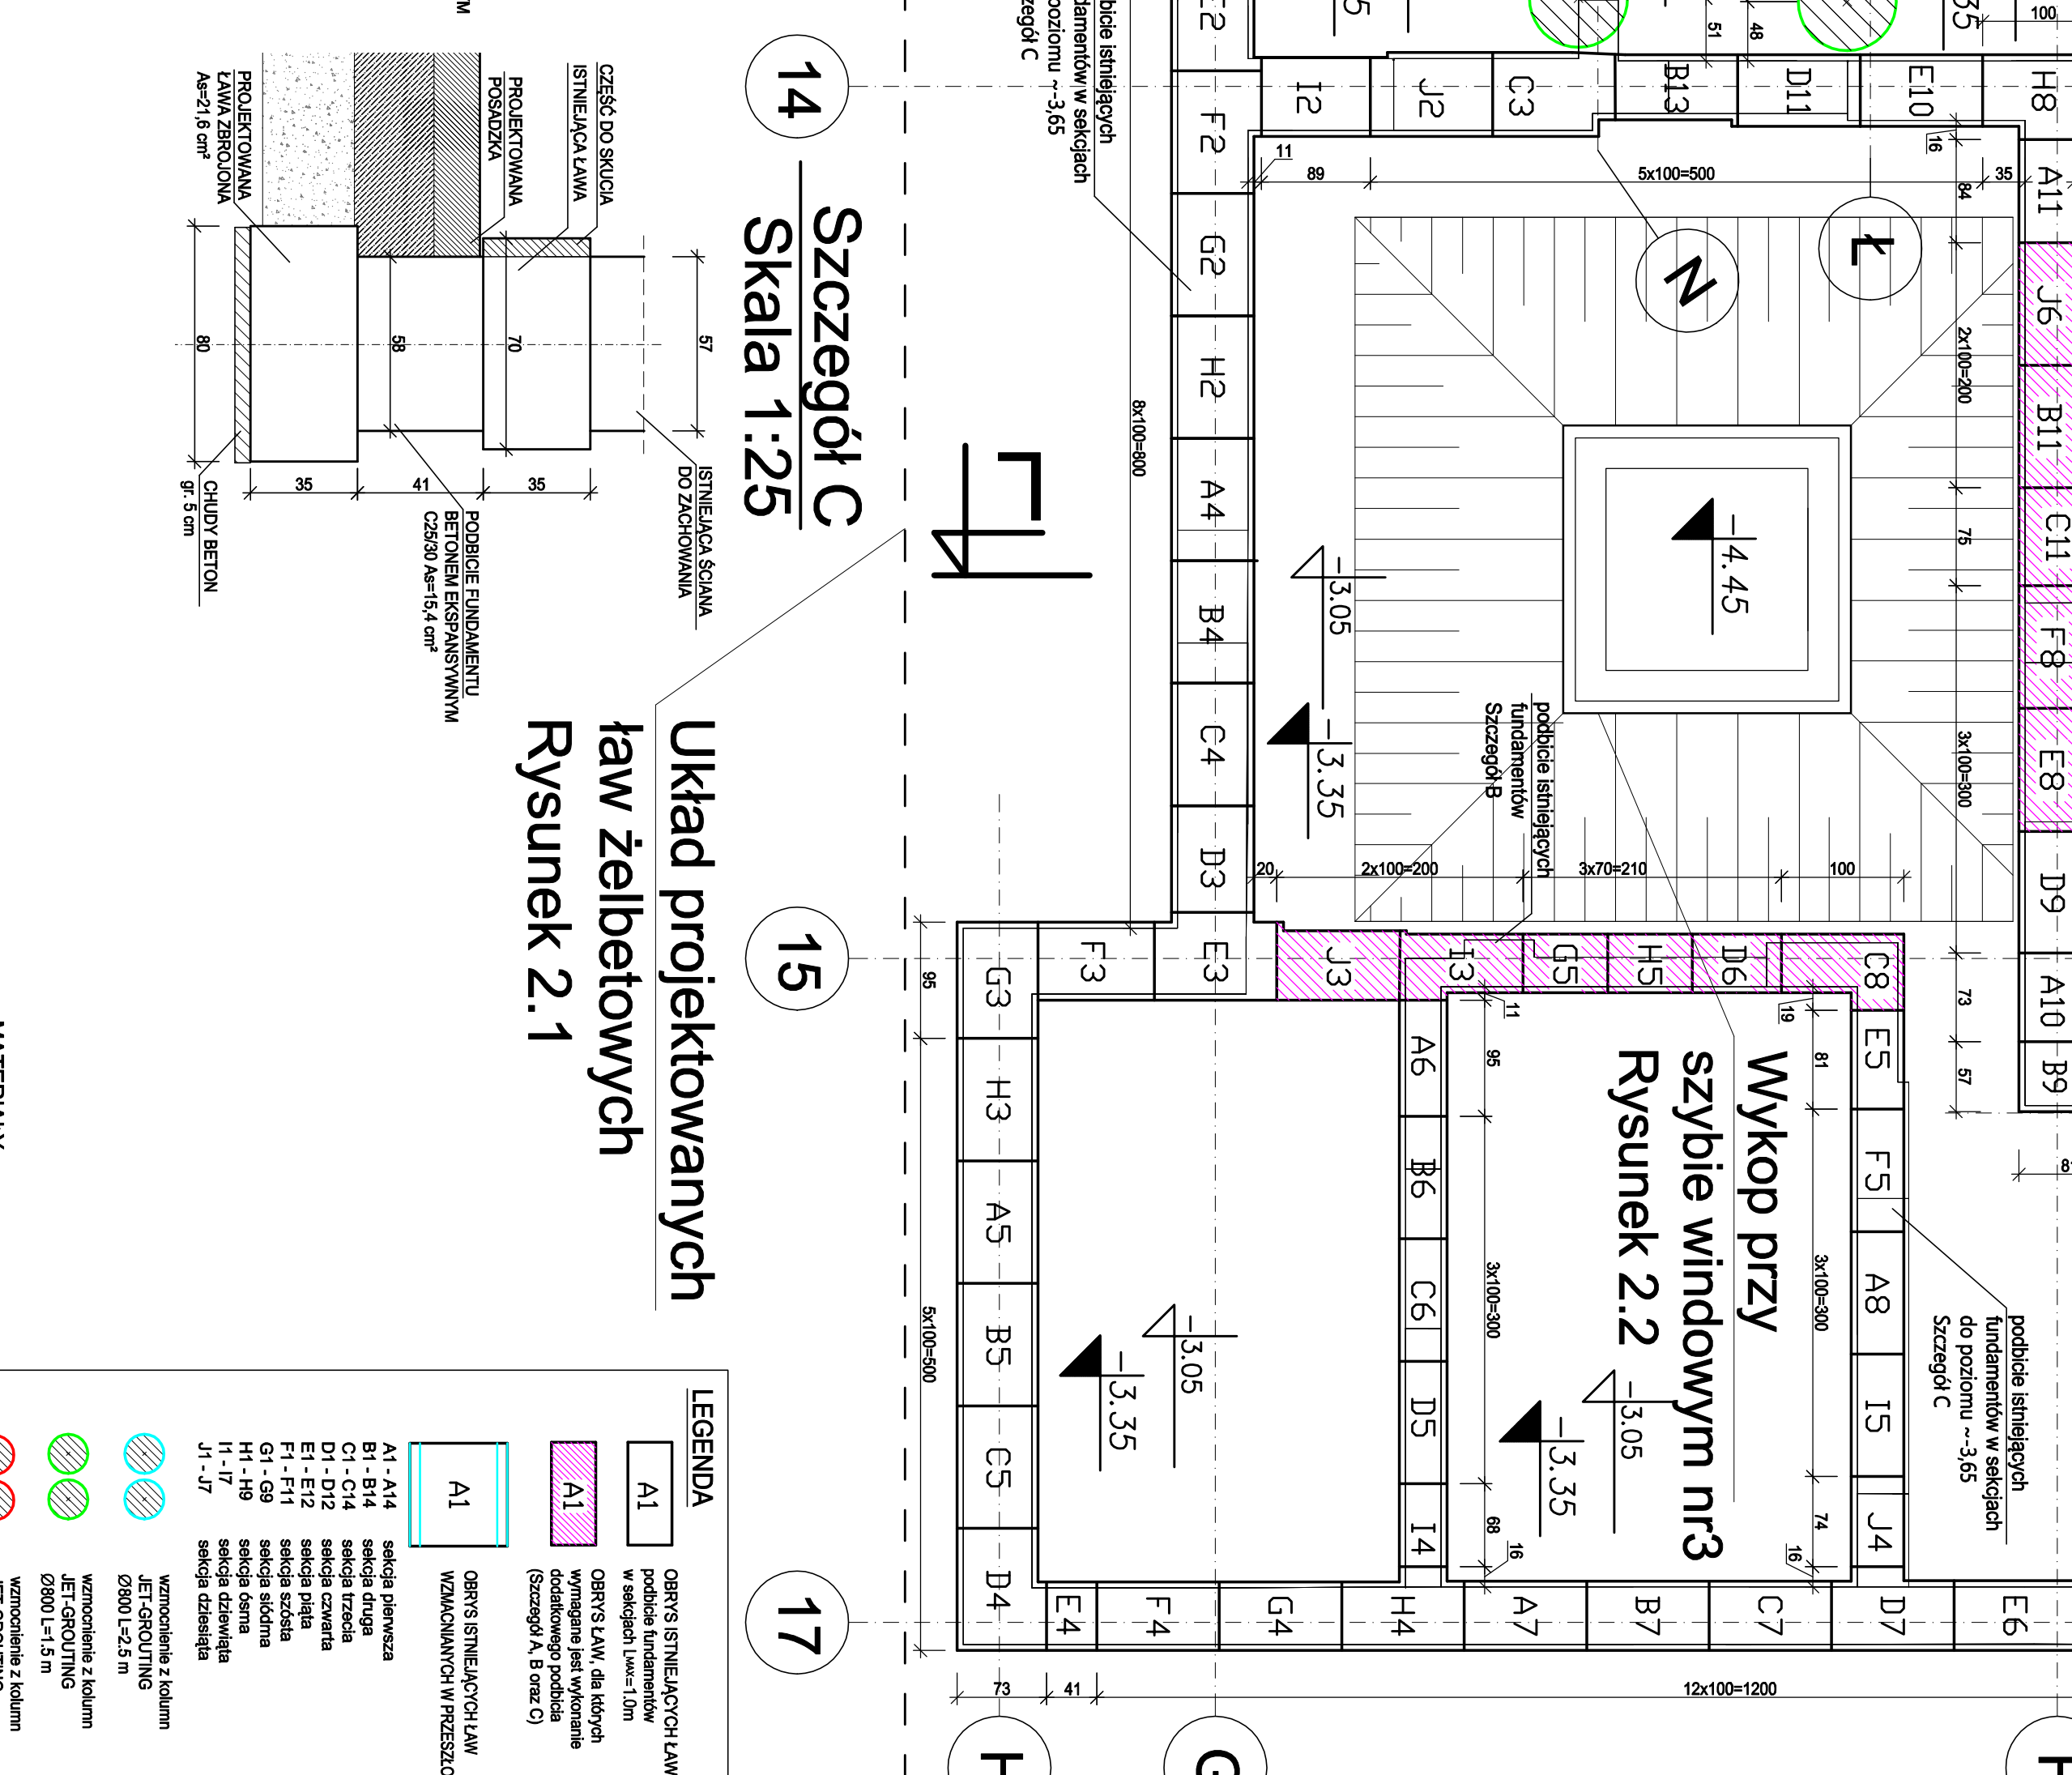 100
35
48
51
E2
F2
G2
H2
A4
B4
C4
D3
I2
J2
C3
B13
D11
E10
H8
A11
J6
B11
C11
F8
E8
D9
A10
B9
11
89
5x100=500
35
16
84
2x100=200
75
3x100=300
73
57
Ł
N
-4.45
-3.05
-3.35
podbicie istniejących
fundamentów
Szczegół B
20
2x100=200
3x70=210
100
8x100=800
poziomu ~-3,65
14
15
17
Szczegół C
Skala 1:25
CZĘŚĆ DO SKUCIA
ISTNIEJĄCA ŁAWA
PROJEKTOWANA
POSADZKA
PROJEKTOWANA
ŁAWA ZBROJONA
As=21,6 cm²
57
70
58
80
35
41
35
ISTNIEJĄCA ŚCIANA
DO ZACHOWANIA
PODBICIE FUNDAMENTU
BETONEM EKSPANSYWNYM
C25/30 As=15,4 cm²
CHUDY BETON
gr. 5 cm
Układ projektowanych
ław żelbetowych
Rysunek 2.1
F3
E3
J3
I3
G5
H5
D6
C8
G3
H3
A5
B5
C5
D4
E4
F4
G4
H4
A7
B7
C7
D7
E6
A6
B6
C6
D5
I4
E5
F5
A8
I5
J4
95
5x100=500
11
95
3x100=300
68
16
19
81
3x100=300
74
16
Wykop przy
szybie windowym nr3
Rysunek 2.2
-3.05
-3.35
-3.05
-3.35
podbicie istniejących
fundamentów w sekcjach
do poziomu ~-3,65
Szczegół C
73
41
12x100=1200
G
LEGENDA
A1
OBRYS ISTNIEJĄCYCH ŁAW
podbicie fundamentów
w sekcjach Lmax=1.0m
A1
OBRYS ŁAW, dla których
wymagane jest wykonanie
dodatkowego podbicia
(Szczegół A, B oraz C)
A1
OBRYS ISTNIEJĄCYCH ŁAW
A1 - A14 sekcja pierwsza
B1 - B14 sekcja druga
C1 - C14 sekcja trzecia
D1 - D12 sekcja czwarta
E1 - E12 sekcja piąta
F1 - F11 sekcja szósta
G1 - G9 sekcja siódma
H1 - H9 sekcja ósma
I1 - I7 sekcja dziewiąta
J1 - J7 sekcja dziesiąta
wzmocnienie z kolumn
JET-GROUTING
Ø800 L=2.5 m
wzmocnienie z kolumn
JET-GROUTING
Ø800 L=1.5 m
wzmocnienie z kolumn